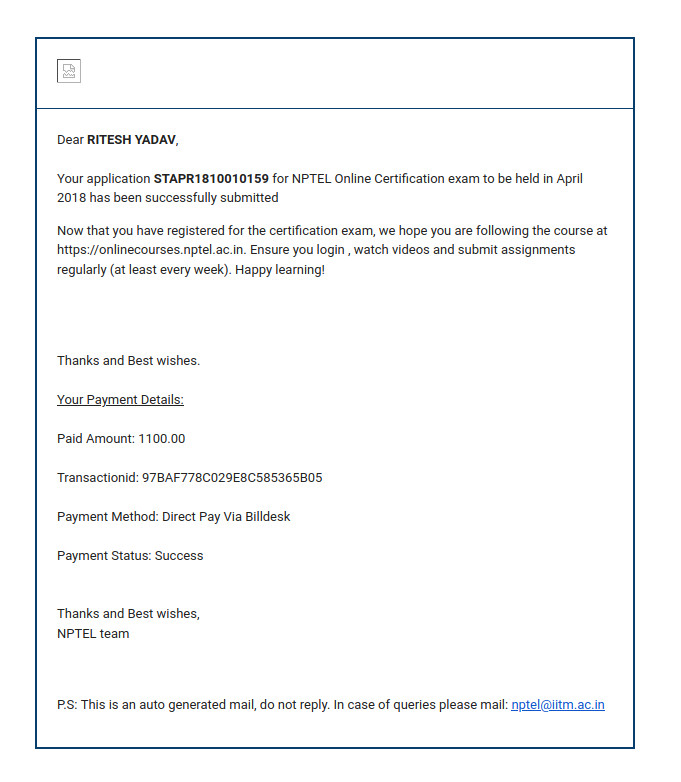 Dear RITESH YADAV,
Your application STAPR1810010159 for NPTEL Online Certification exam to be held in April
2018 has been successfully submitted
Now that you have registered for the certification exam, we hope you are following the course at
https://onlinecourses.nptel.ac.in. Ensure you login , watch videos and submit assignments
regularly (at least every week). Happy learning!
Thanks and Best wishes.
Your Payment Details:
Paid Amount: 1100.00
Transactionid: 97BAF778C029E8C585365B05
Payment Method: Direct Pay Via Billdesk
Payment Status: Success
Thanks and Best wishes,
NPTEL team
P.S: This is an auto generated mail, do not reply. In case of queries please mail: nptel@iitm.ac.in